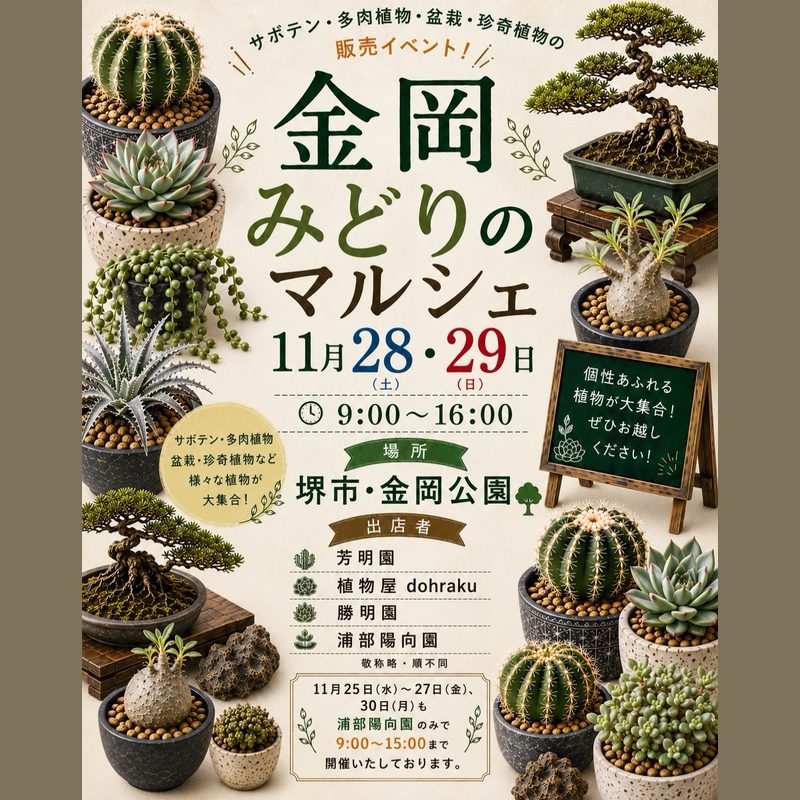 サボテン・多肉植物・盆栽・珍奇植物の
販売イベント!
金岡
みどりの
マルシェ
11月28・29日
(土) (日)
9:00~16:00
場所
堺市・金岡公園
出店者
芳明園
植物屋 dohraku
勝明園
浦部陽向園
敬称略・順不同
11月25日(水)~27日(金)、
30日(月)も
浦部陽向園のみで
9:00~15:00まで
開催いたしております。
サボテン・多肉植物
盆栽・珍奇植物など
様々な植物が
大集合!
個性あふれる
植物が大集合!
ぜひお越し
ください!